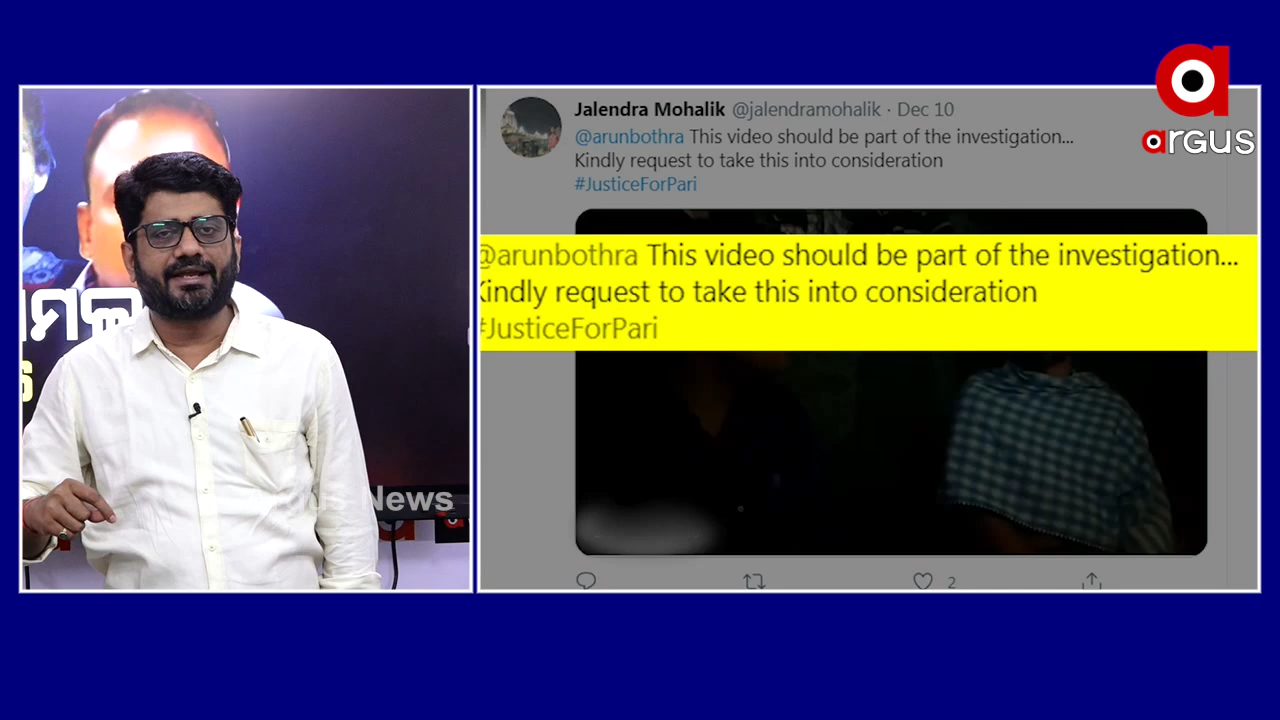 Jalendra Mohalik @jalendramohalik · Dec 10
@arunbothra This video should be part of the investigation...
Kindly request to take this into consideration
#JusticeForPari
@arunbothra This video should be part of the investigation...
Kindly request to take this into consideration
#JusticeForPari
2
argus
News